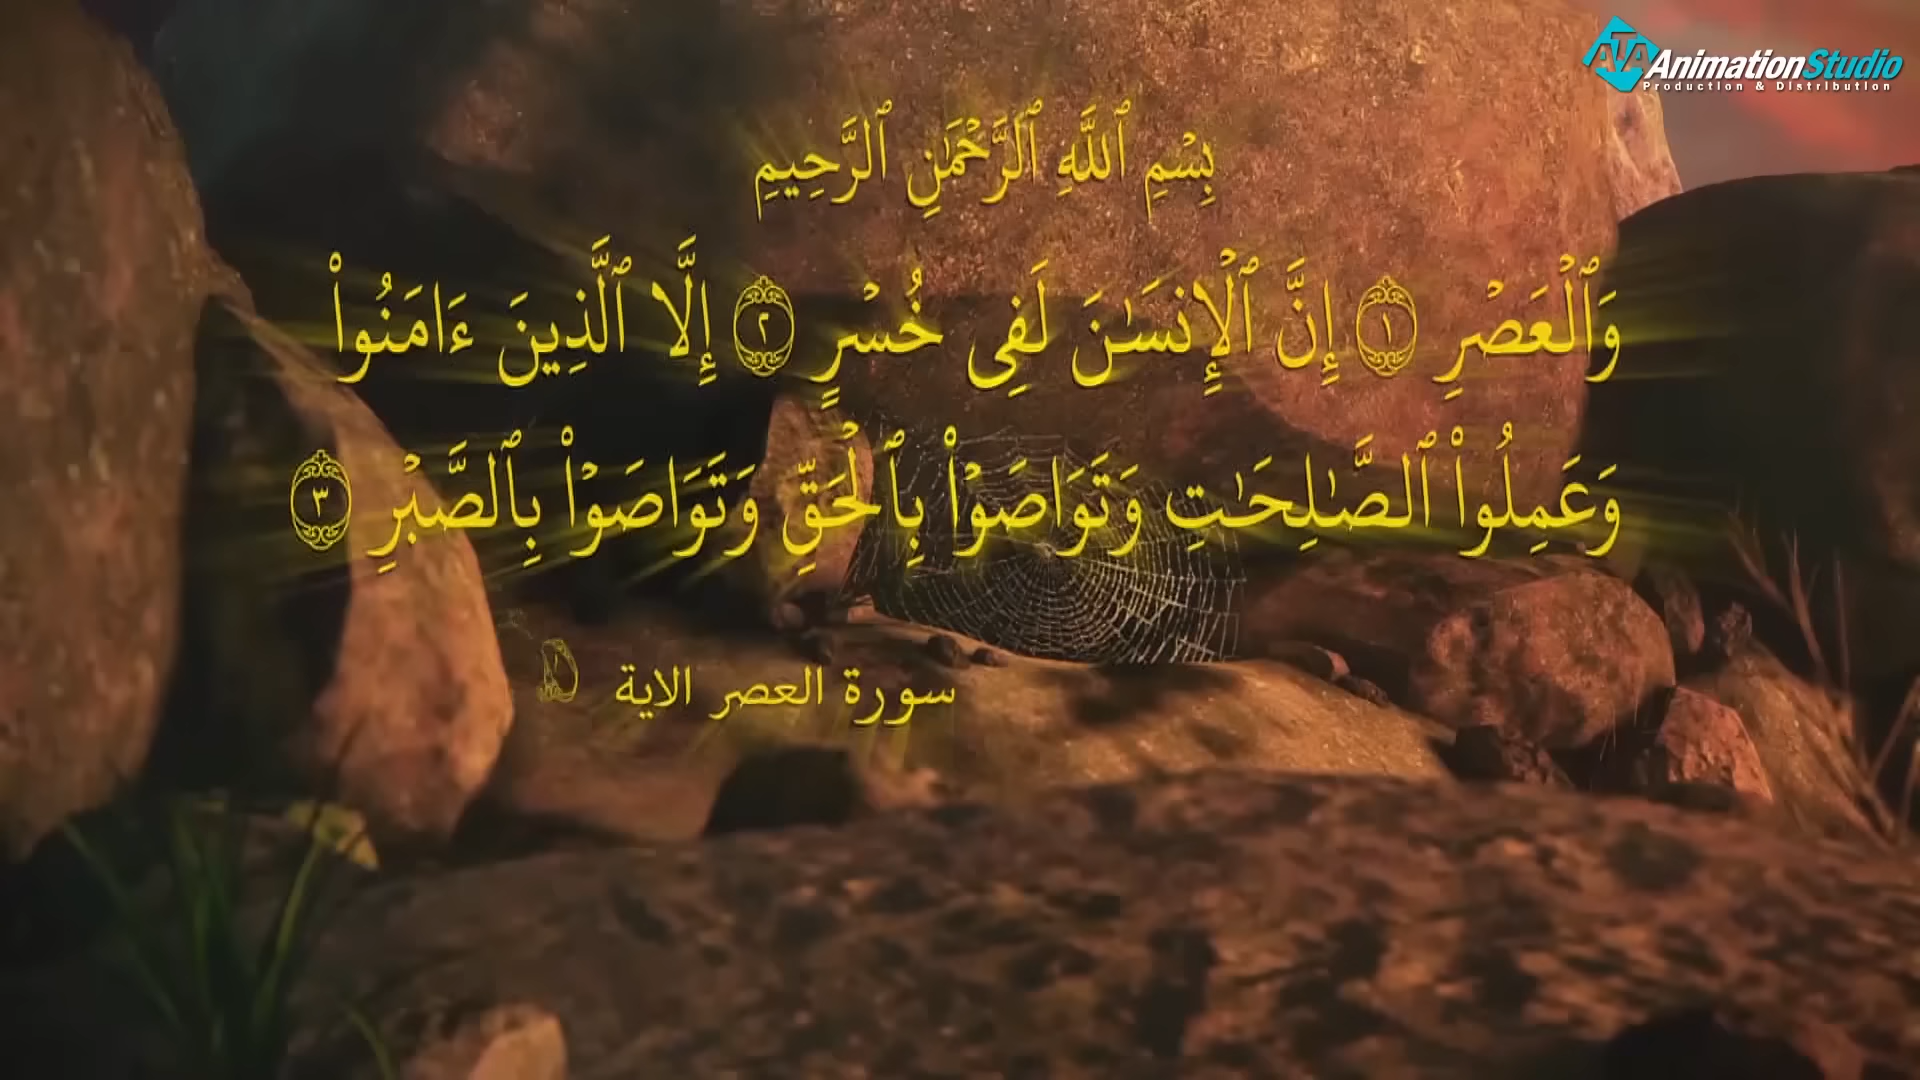 ATA AnimationStudio
Production & Distribution
بِسْمِ ٱللَّهِ ٱلرَّحْمَٰنِ ٱلرَّحِيمِ
وَٱلْعَصْرِ ١ إِنَّ ٱلْإِنسَٰنَ لَفِى خُسْرٍ ٢ إِلَّا ٱلَّذِينَ ءَامَنُوا۟
وَعَمِلُوا۟ ٱلصَّٰلِحَٰتِ وَتَوَاصَوْا۟ بِٱلْحَقِّ وَتَوَاصَوْا۟ بِٱلصَّبْرِ ٣
سورة العصر الاية